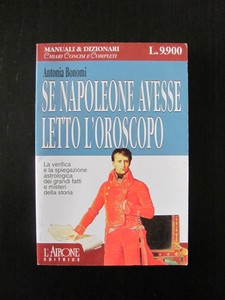 MANUALI & DIZIONARI
CHIARI CONCISI E COMPLETI
L. 9.900
Antonia Bonomi
SE NAPOLEONE AVESSE
LETTO L'OROSCOPO
La verifica
e la spiegazione
astrologica
dei grandi fatti
e misteri
della storia
L'AIRONE
EDITRICE